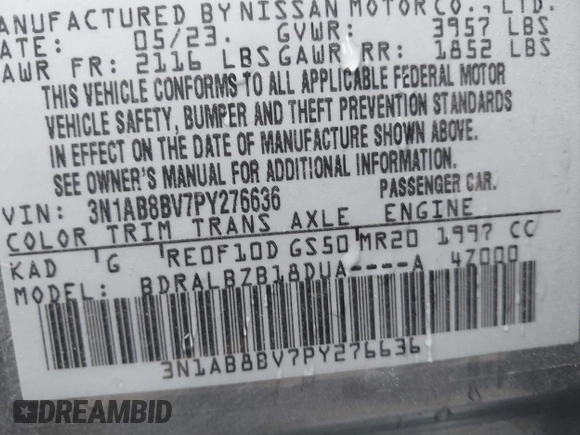 ANUFACTURED BY NISSAN MOTOR CO., LTD.
ATE: 05/23. GVWR: 3957 LBS
AWR FR: 2116 LBS GAWR RR: 1852 LBS
THIS VEHICLE CONFORMS TO ALL APPLICABLE FEDERAL MOTOR
VEHICLE SAFETY, BUMPER AND THEFT PREVENTION STANDARDS
IN EFFECT ON THE DATE OF MANUFACTURE SHOWN ABOVE.
SEE OWNER'S MANUAL FOR ADDITIONAL INFORMATION.
VIN: 3N1AB8BV7PY276636 PASSENGER CAR.
COLOR TRIM TRANS AXLE ENGINE
KAD G RE0F10D GS50 MR20 1997 CC
MODEL: BDRALBZB18DUA----A 47000
3N1AB8BV7PY276636
DREAMBID